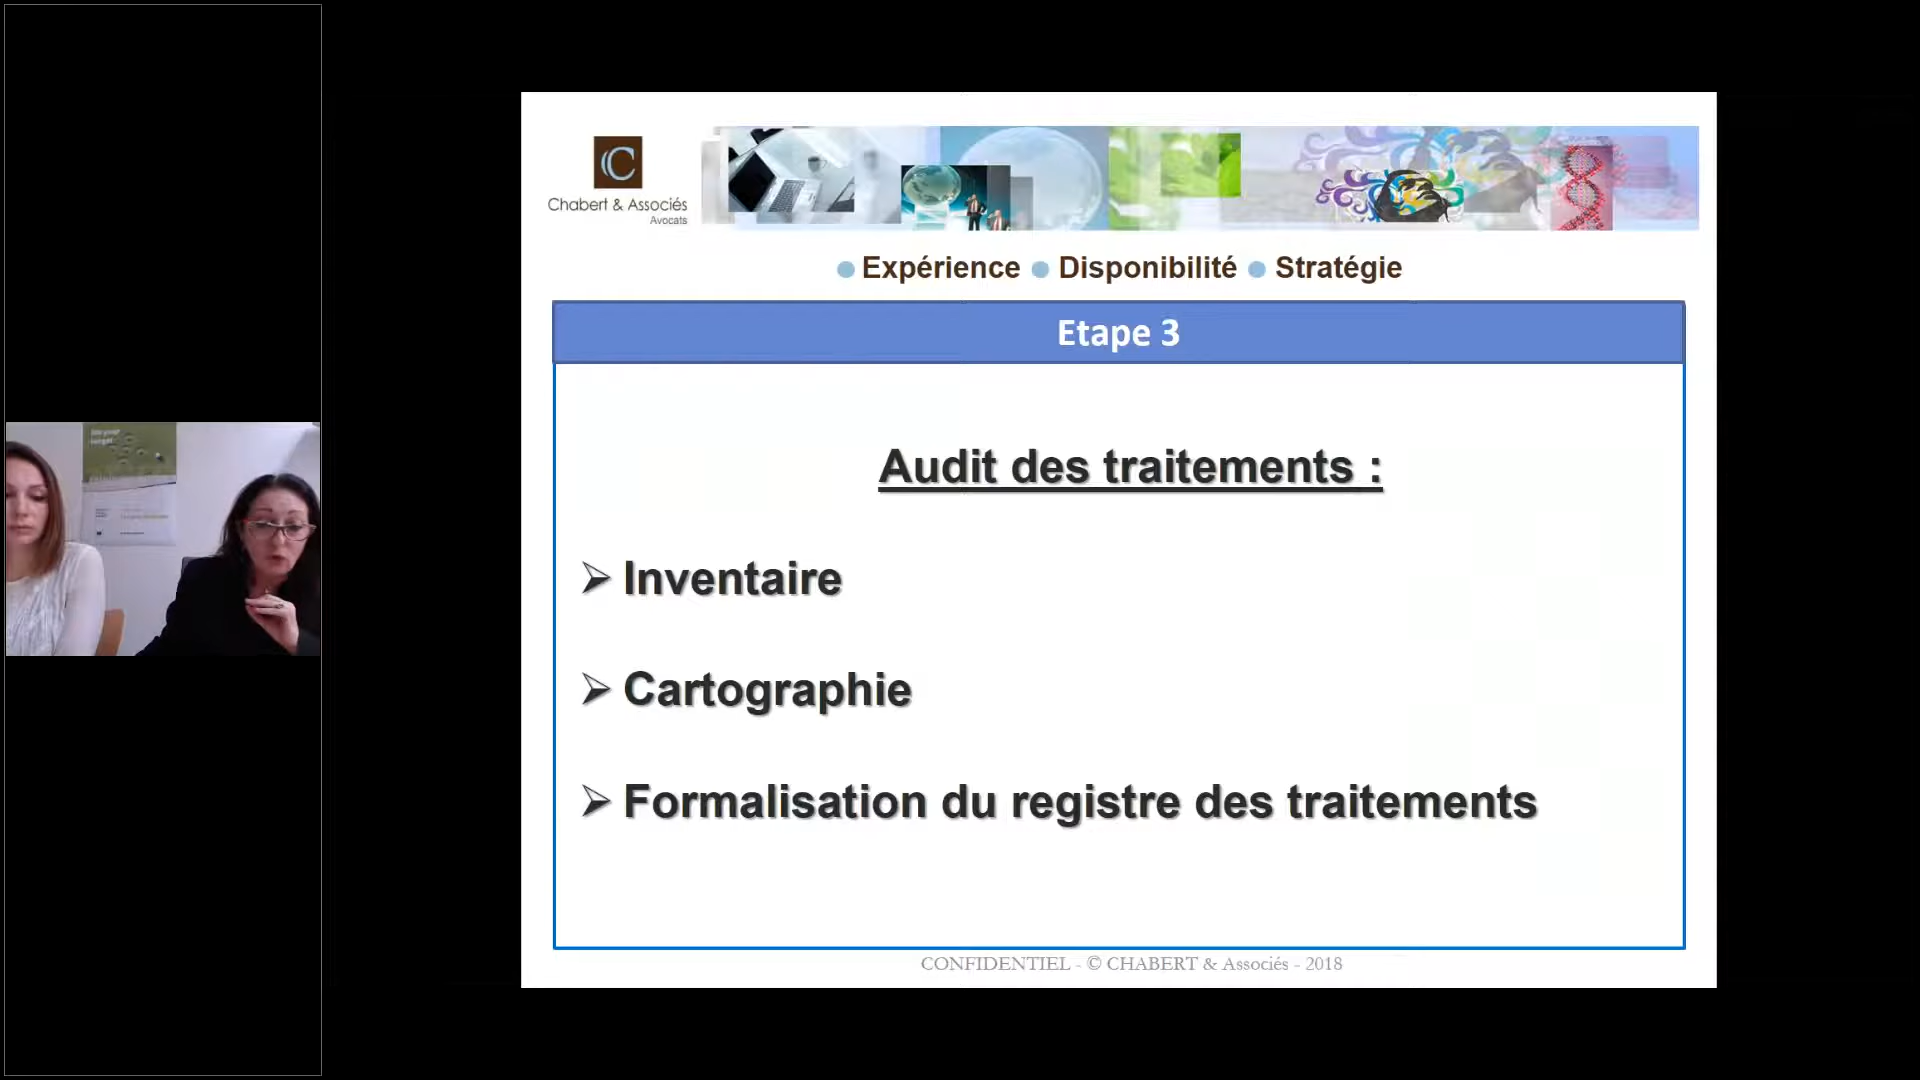 C
Chabert & Associés
Avocats
Expérience Disponibilité Stratégie
Etape 3
Audit des traitements :
Inventaire
Cartographie
Formalisation du registre des traitements
CONFIDENTIEL - © CHABERT & Associés - 2018